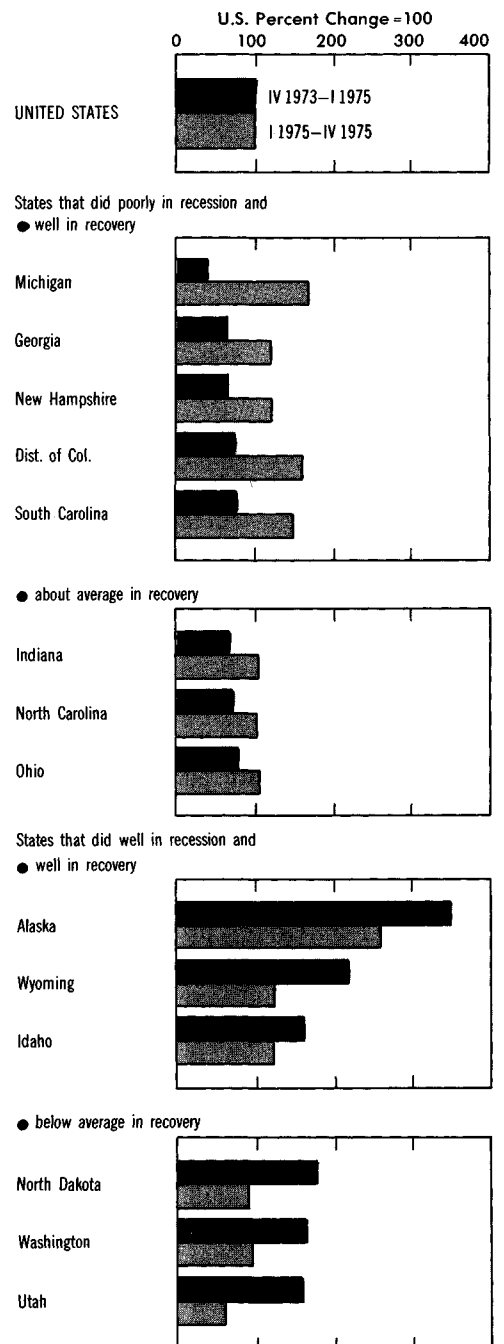 U.S. Percent Change = 100
0 100 200 300 400
UNITED STATES
IV 1973–I 1975
I 1975–IV 1975
States that did poorly in recession and
● well in recovery
Michigan
Georgia
New Hampshire
Dist. of Col.
South Carolina
● about average in recovery
Indiana
North Carolina
Ohio
States that did well in recession and
● well in recovery
Alaska
Wyoming
Idaho
● below average in recovery
North Dakota
Washington
Utah